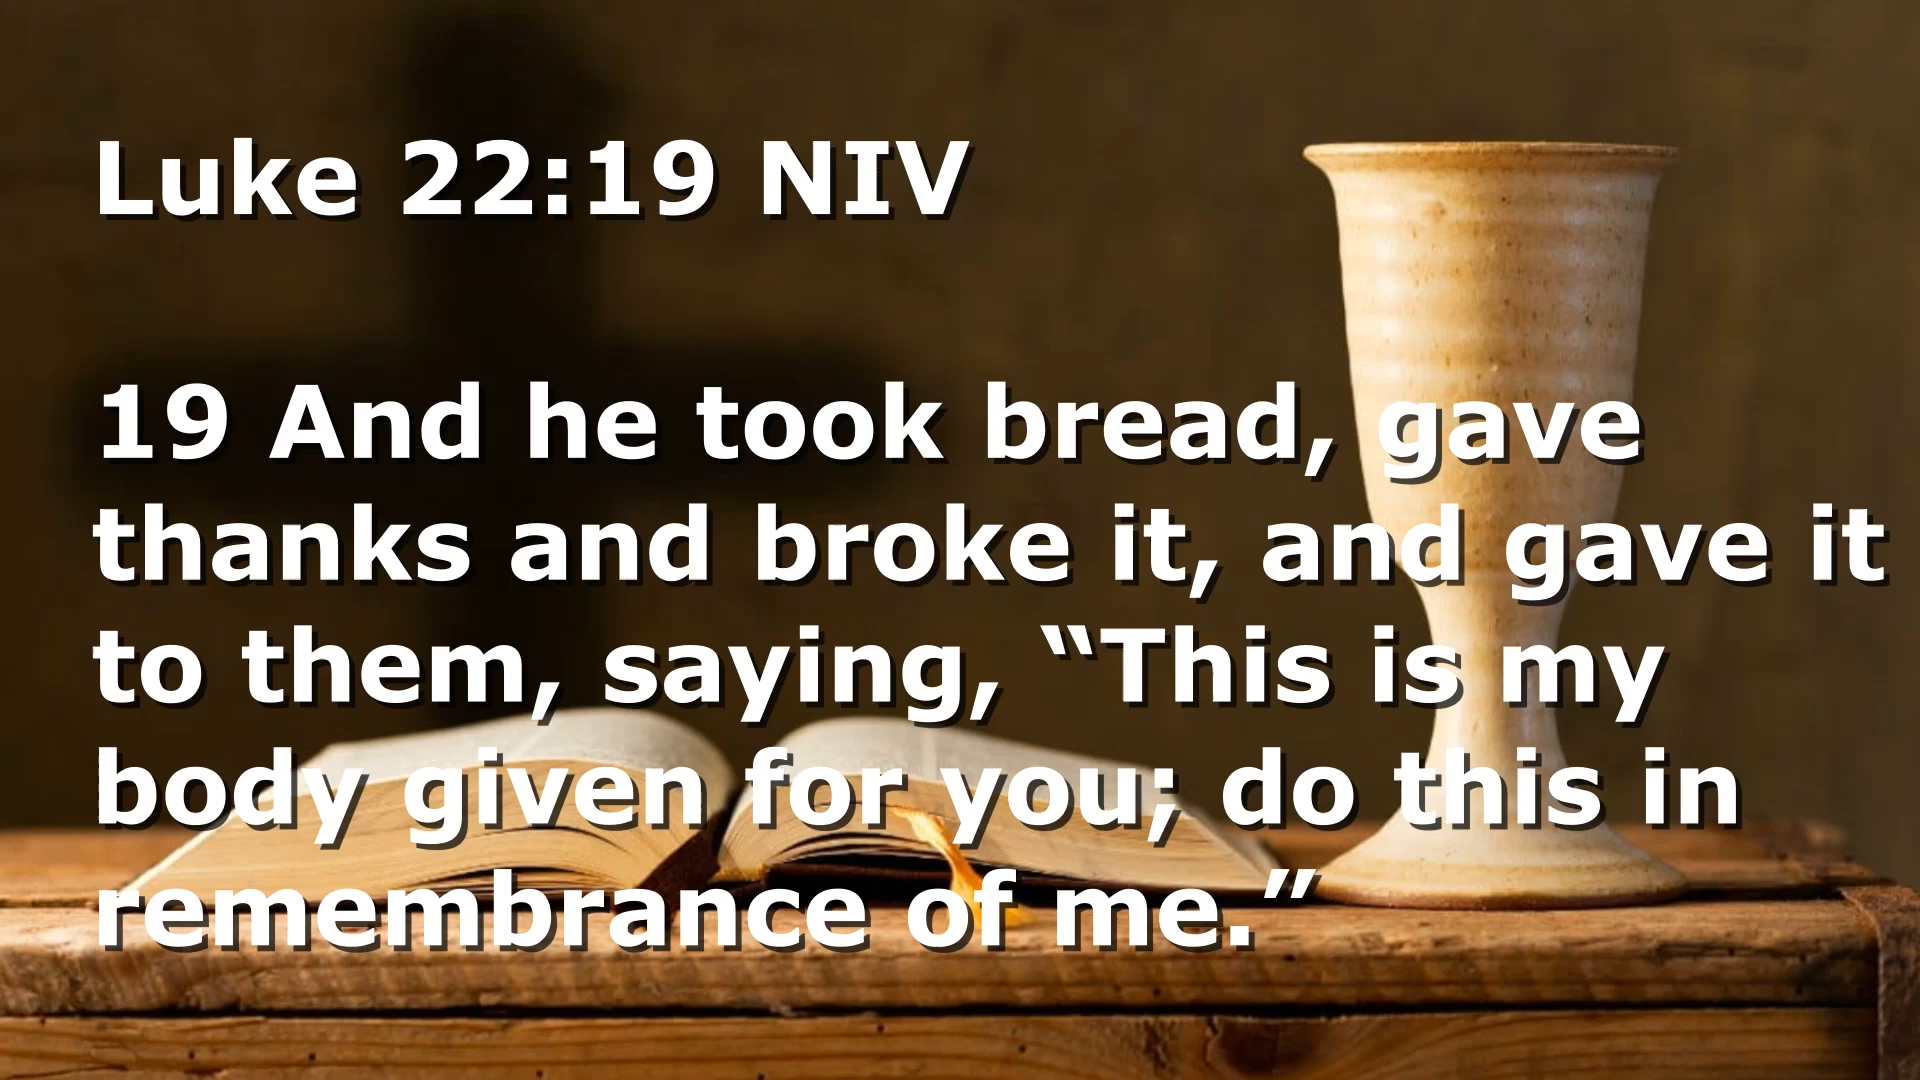 Luke 22:19 NIV
19 And he took bread, gave
thanks and broke it, and gave it
to them, saying, “This is my
body given for you; do this in
remembrance of me.”